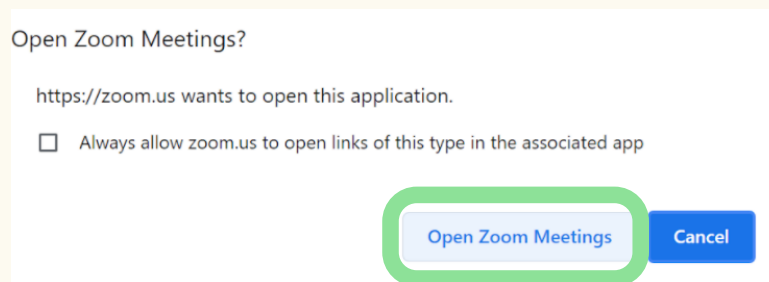 Open Zoom Meetings?
https://zoom.us wants to open this application.
Always allow zoom.us to open links of this type in the associated app
Open Zoom Meetings
Cancel